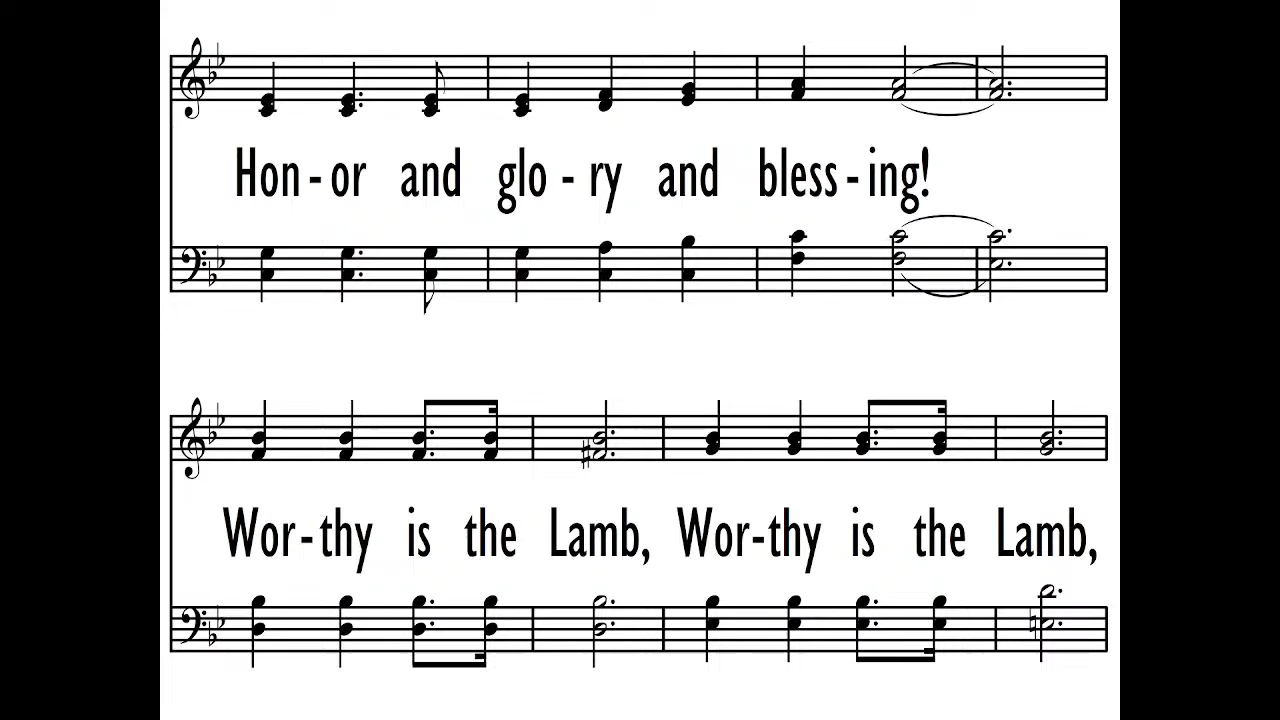 Hon - or and glo - ry and bless - ing!
Wor - thy is the Lamb, Wor - thy is the Lamb,